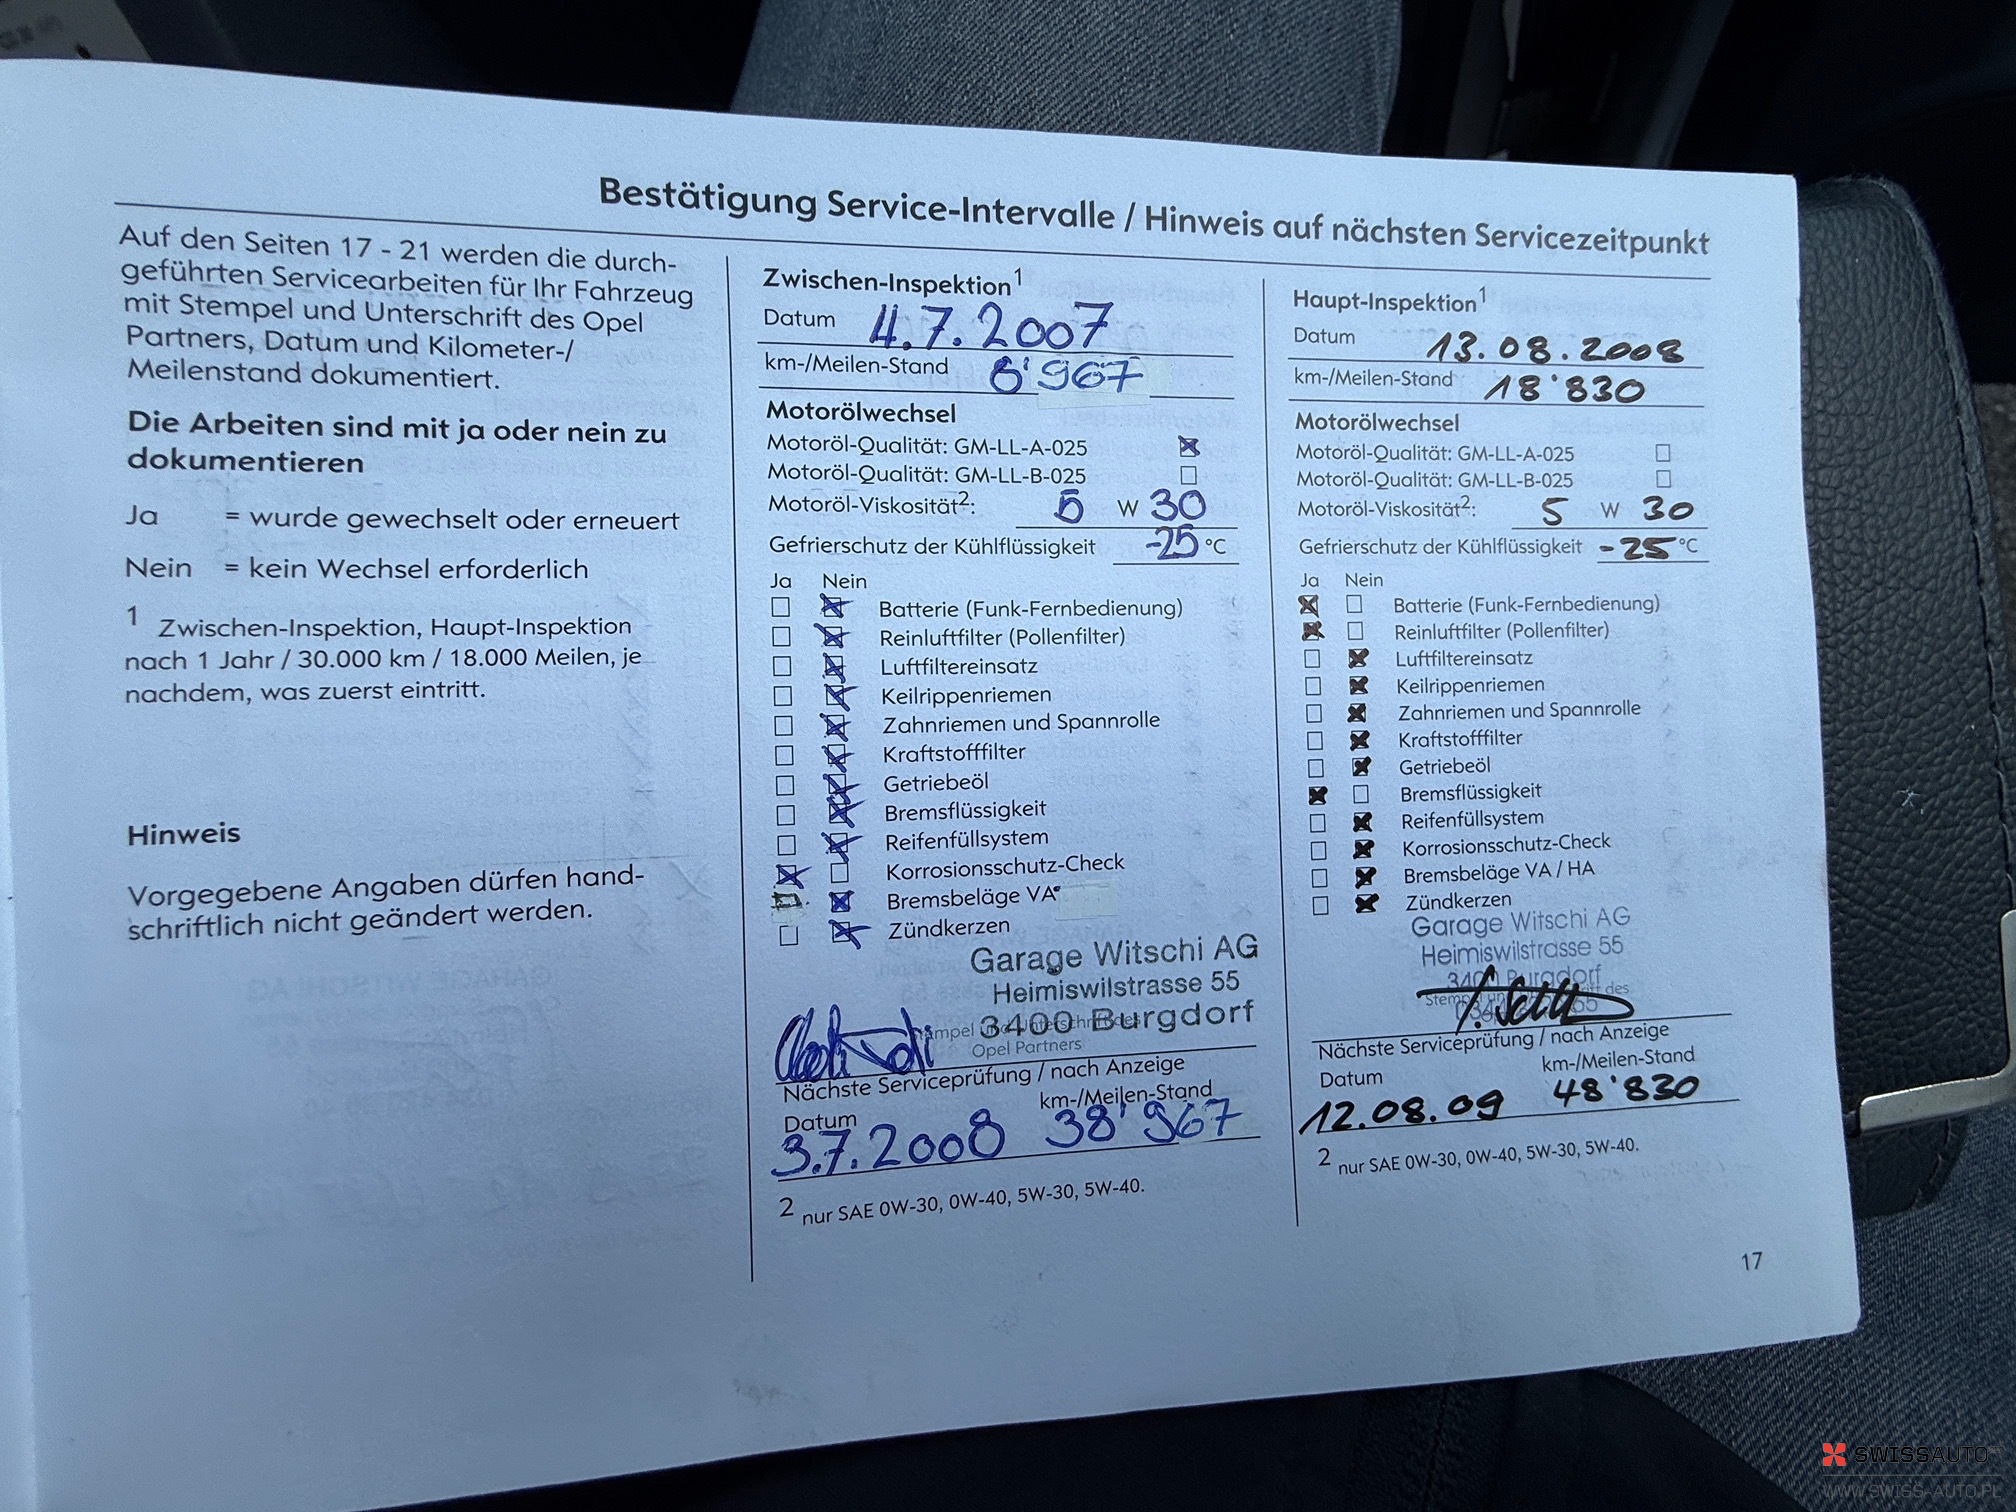 Bestätigung Service-Intervalle / Hinweis auf nächsten Servicezeitpunkt
Auf den Seiten 17 - 21 werden die durch-
geführten Servicearbeiten für Ihr Fahrzeug
mit Stempel und Unterschrift des Opel
Partners, Datum und Kilometer-/
Meilenstand dokumentiert.
Die Arbeiten sind mit ja oder nein zu
dokumentieren
Ja = wurde gewechselt oder erneuert
Nein = kein Wechsel erforderlich
1 Zwischen-Inspektion, Haupt-Inspektion
nach 1 Jahr / 30.000 km / 18.000 Meilen, je
nachdem, was zuerst eintritt.
Hinweis
Vorgegebene Angaben dürfen hand-
schriftlich nicht geändert werden.
Zwischen-Inspektion1
Datum 4.7.2007
km-/Meilen-Stand 8'967
Motorölwechsel
Motoröl-Qualität: GM-LL-A-025
Motoröl-Qualität: GM-LL-B-025
Motoröl-Viskosität2: 5 W 30
Gefrierschutz der Kühlflüssigkeit -25 °C
Ja Nein
Batterie (Funk-Fernbedienung)
Reinluftfilter (Pollenfilter)
Luftfiltereinsatz
Keilrippenriemen
Zahnriemen und Spannrolle
Kraftstofffilter
Getriebeöl
Bremsflüssigkeit
Reifenfüllsystem
Korrosionsschutz-Check
Bremsbeläge VA
Zündkerzen
Garage Witschi AG
Heimiswilstrasse 55
3400 Burgdorf
Opel Partners
Nächste Serviceprüfung / nach Anzeige
Datum km-/Meilen-Stand
3.7.2008 38'967
2 nur SAE 0W-30, 0W-40, 5W-30, 5W-40.
Haupt-Inspektion1
Datum 13.08.2008
km-/Meilen-Stand 18'830
Motorölwechsel
Motoröl-Qualität: GM-LL-A-025
Motoröl-Qualität: GM-LL-B-025
Motoröl-Viskosität2: 5 W 30
Gefrierschutz der Kühlflüssigkeit -25 °C
Ja Nein
Batterie (Funk-Fernbedienung)
Reinluftfilter (Pollenfilter)
Luftfiltereinsatz
Keilrippenriemen
Zahnriemen und Spannrolle
Kraftstofffilter
Getriebeöl
Bremsflüssigkeit
Reifenfüllsystem
Korrosionsschutz-Check
Bremsbeläge VA / HA
Zündkerzen
Garage Witschi AG
Heimiswilstrasse 55
3400 Burgdorf
Nächste Serviceprüfung / nach Anzeige
Datum km-/Meilen-Stand
12.08.09 48'830
2 nur SAE 0W-30, 0W-40, 5W-30, 5W-40.
17
SWISSAUTO
WWW.SWISS-AUTO.PL